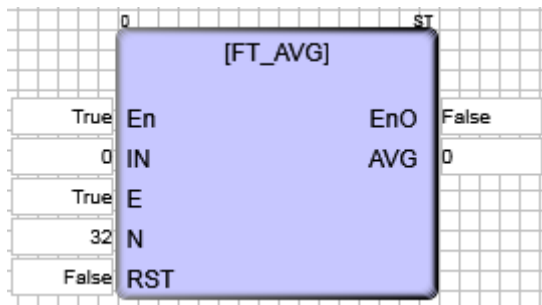 0 ST
[FT_AVG]
True En EnO False
0 IN AVG 0
True E
32 N
False RST